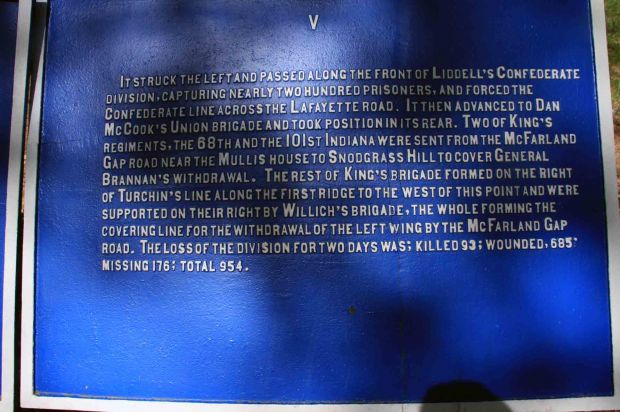 V
It struck the left and passed along the front of Liddell's Confederate
division, capturing nearly two hundred prisoners, and forced the
Confederate line across the Lafayette road. It then advanced to Dan
McCook's Union brigade and took position in its rear. Two of King's
regiments, the 68th and the 101st Indiana were sent from the McFarland
Gap road near the Mullis house to Snodgrass Hill to cover General
Brannan's withdrawal. The rest of King's brigade formed on the right
of Turchin's line along the first ridge to the west of this point and were
supported on their right by Willich's brigade, the whole forming the
covering line for the withdrawal of the left wing by the McFarland Gap
road. The loss of the division for two days was; killed 93; wounded, 685;
missing 176; total 954.